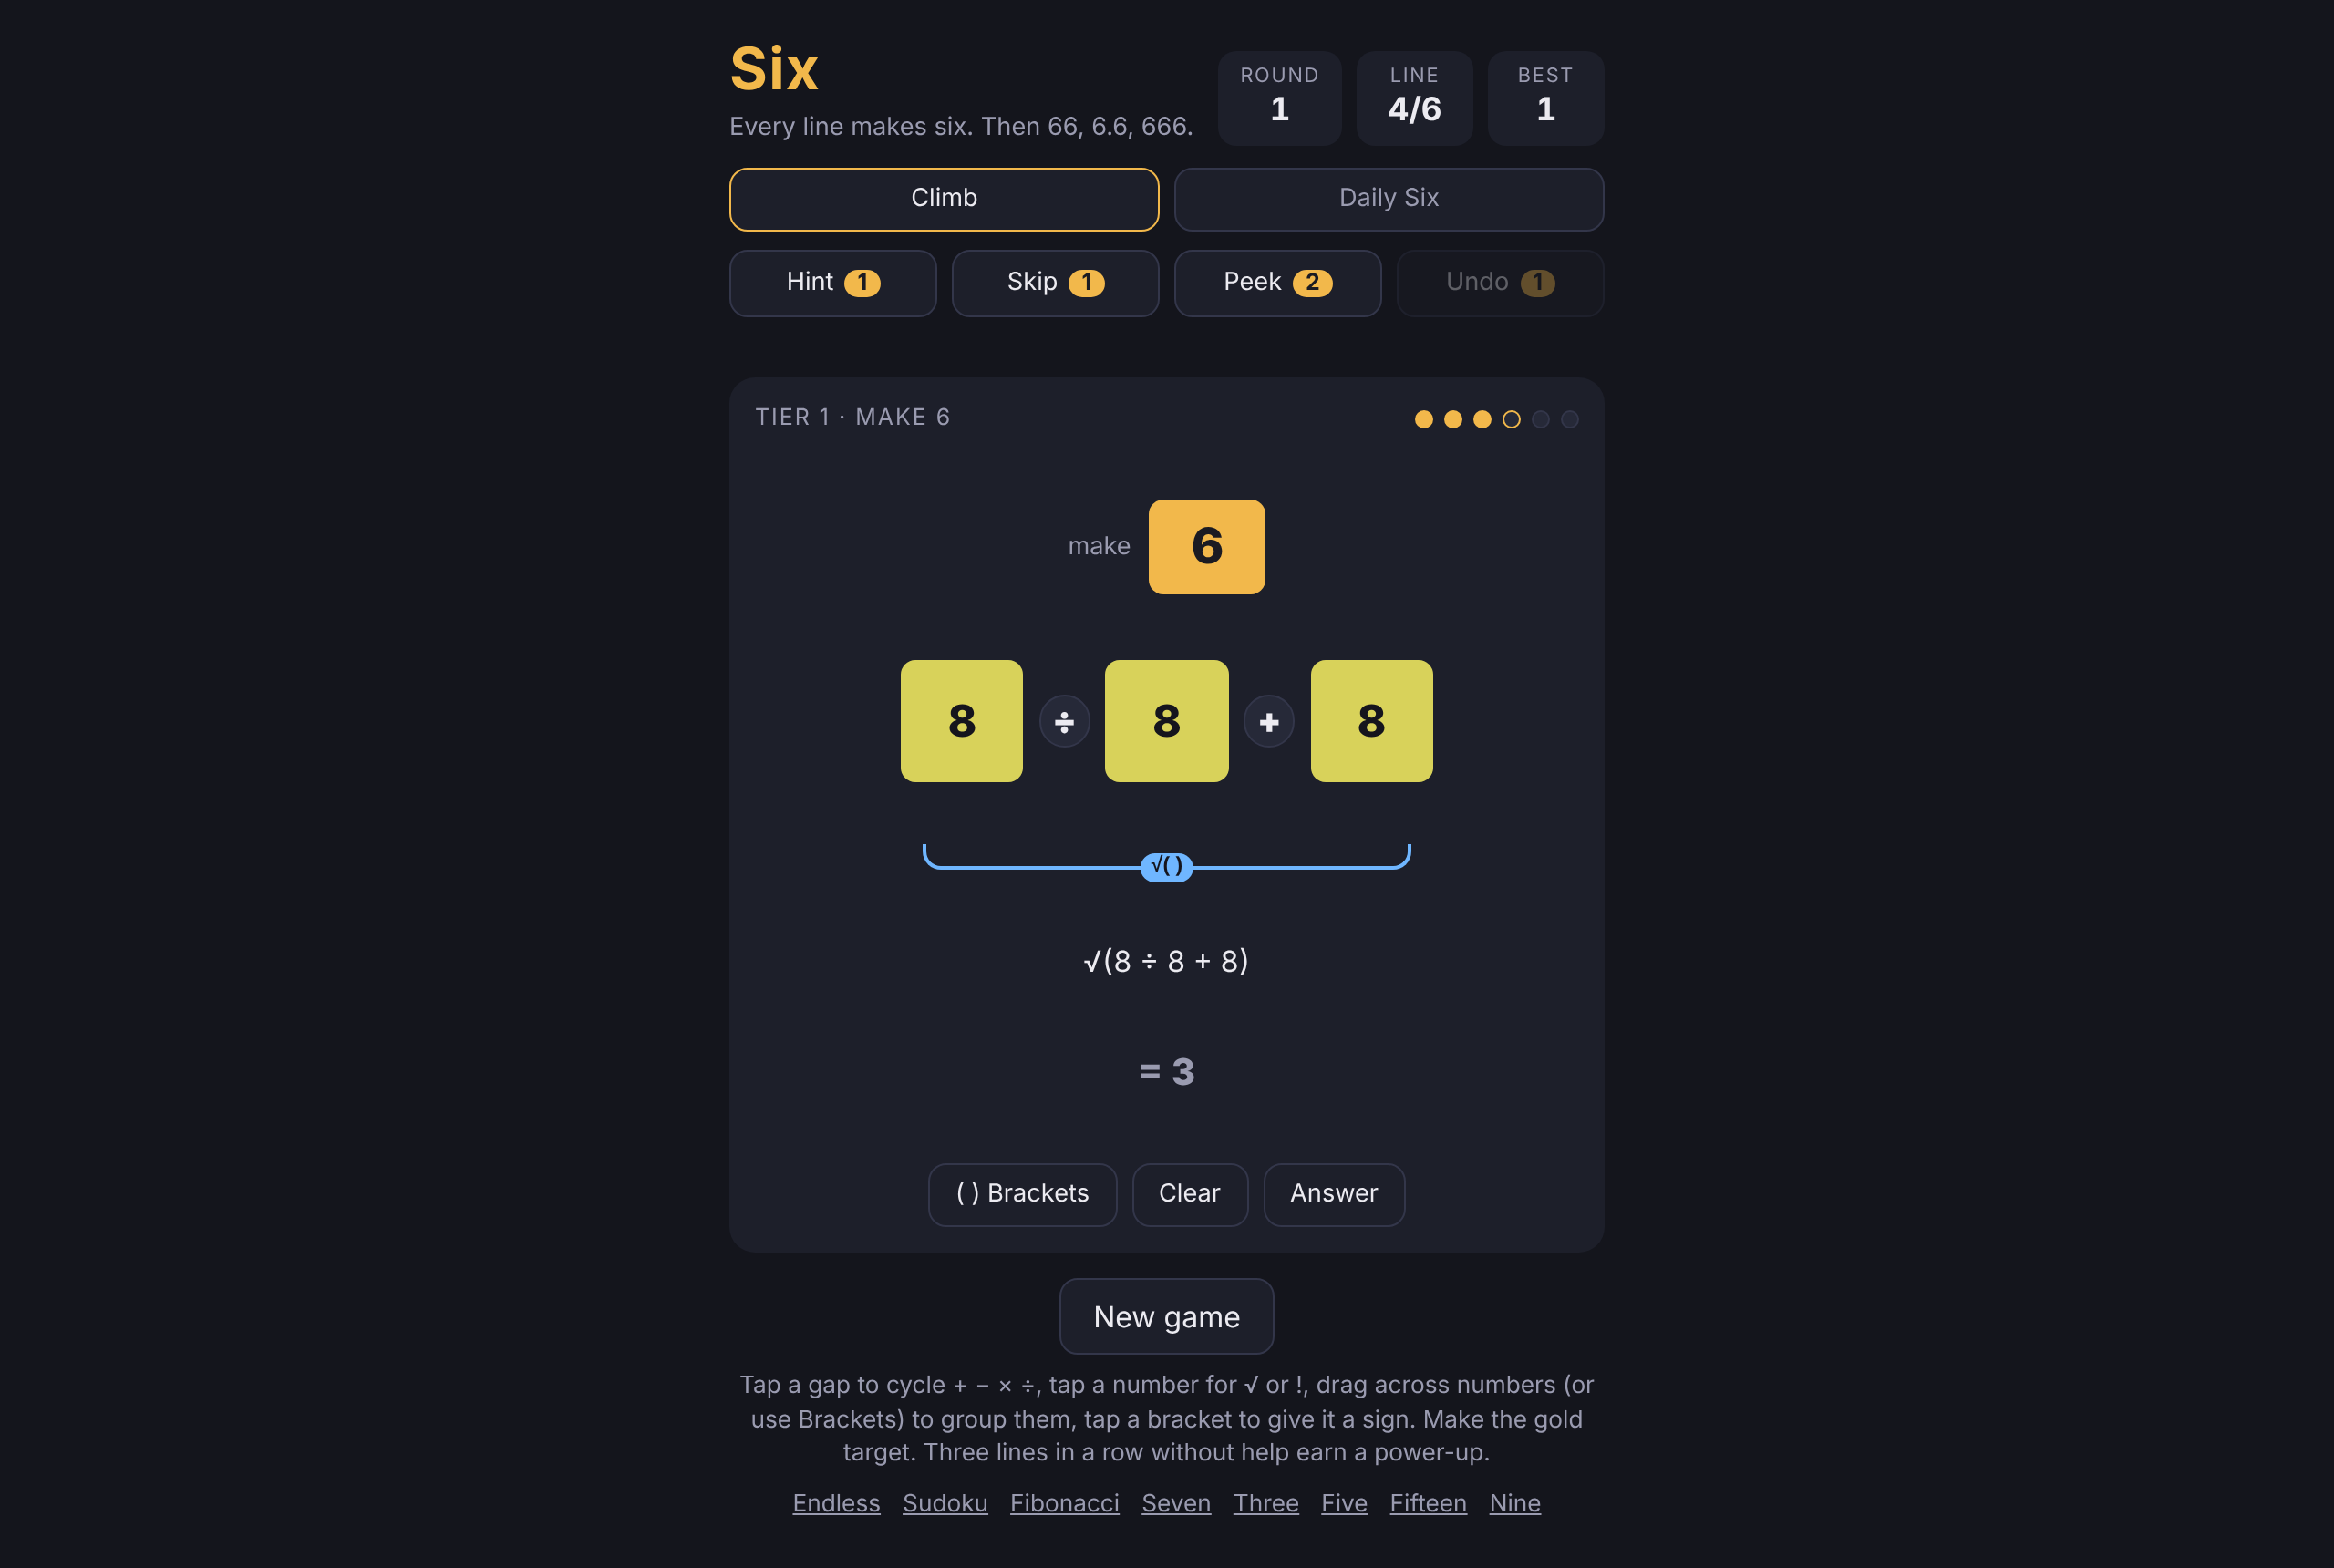 Six
Every line makes six. Then 66, 6.6, 666.
ROUND
1
LINE
4/6
BEST
1
Climb
Daily Six
Hint 1
Skip 1
Peek 2
Undo 1
TIER 1 · MAKE 6
make 6
8 ÷ 8 + 8
√( )
√(8 ÷ 8 + 8)
= 3
( ) Brackets
Clear
Answer
New game
Tap a gap to cycle + − × ÷, tap a number for √ or !, drag across numbers (or
use Brackets) to group them, tap a bracket to give it a sign. Make the gold
target. Three lines in a row without help earn a power-up.
Endless Sudoku Fibonacci Seven Three Five Fifteen Nine